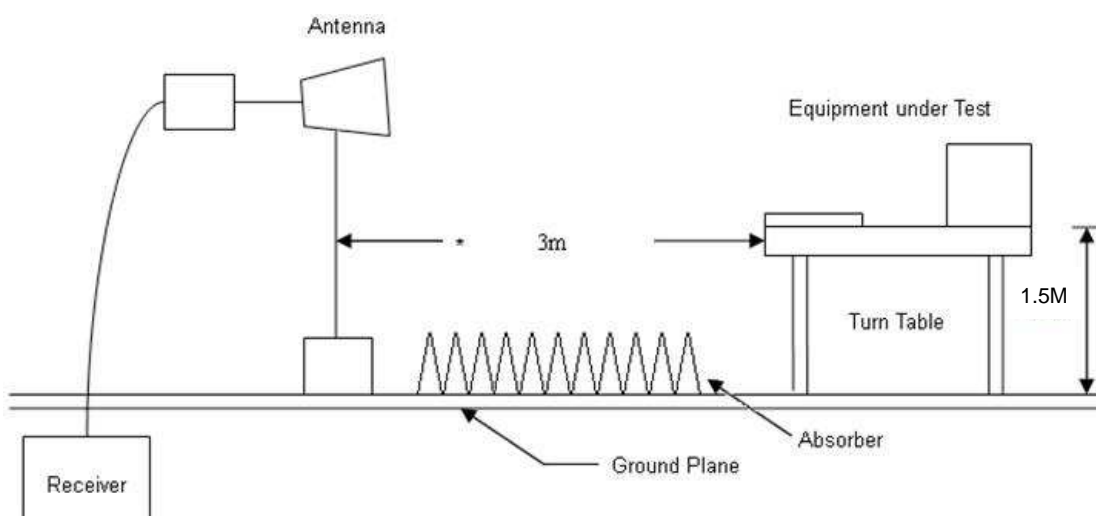 Antenna
Equipment under Test
* 3m
1.5M
Turn Table
Absorber
Ground Plane
Receiver